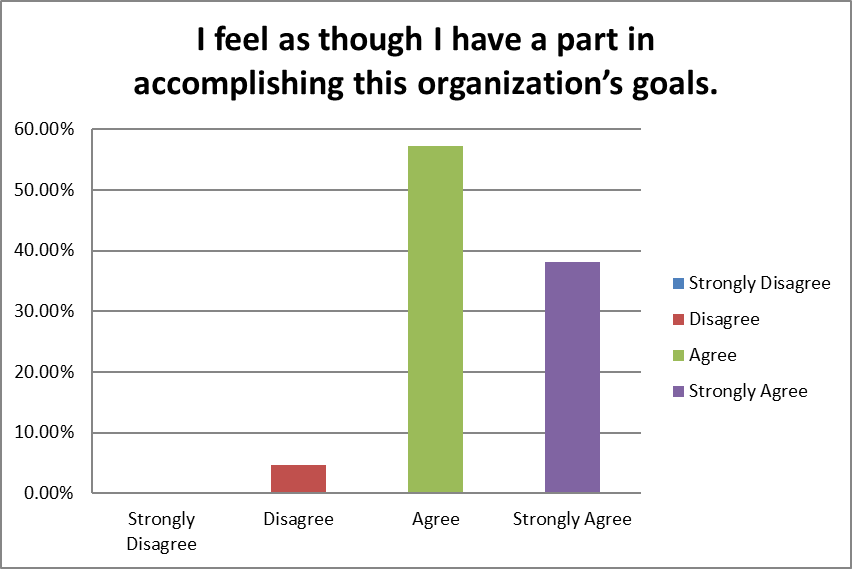 I feel as though I have a part in
accomplishing this organization’s goals.
60.00%
50.00%
40.00%
30.00%
20.00%
10.00%
0.00%
Strongly
Disagree
Disagree
Agree
Strongly Agree
Strongly Disagree
Disagree
Agree
Strongly Agree